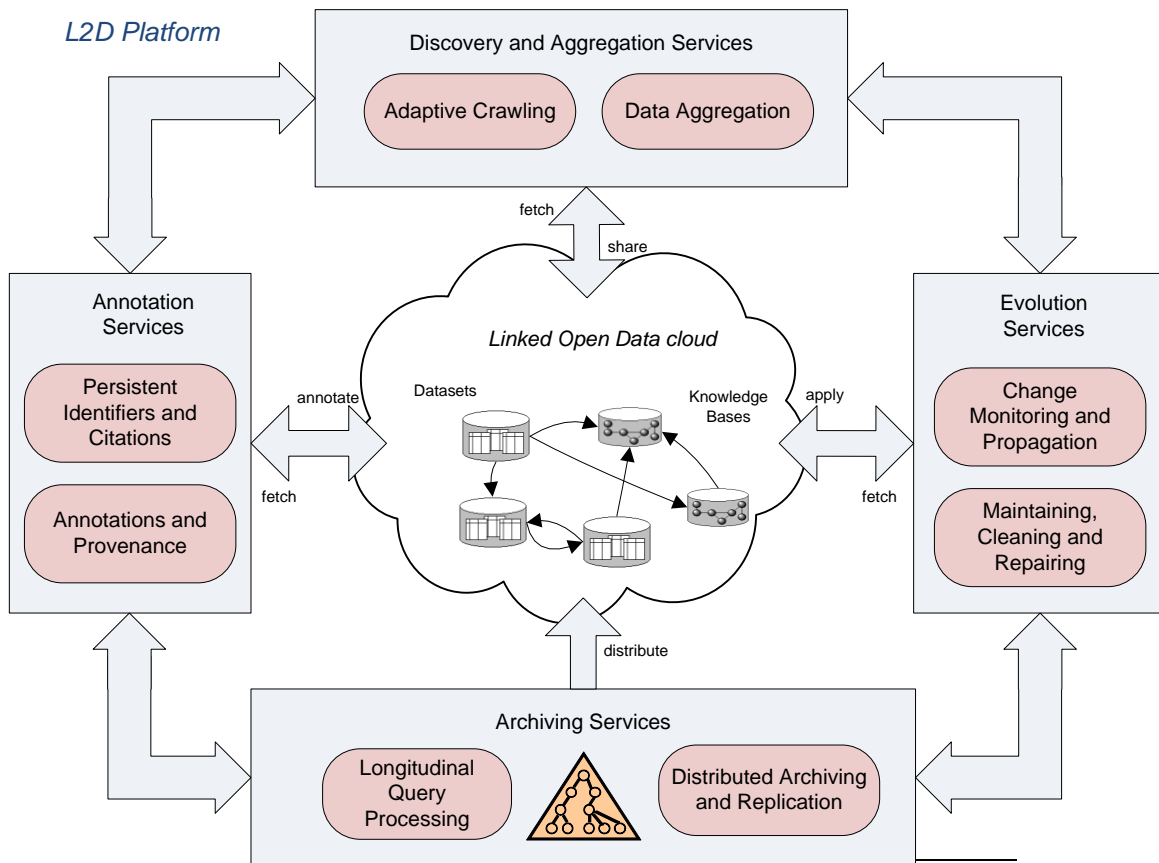 L2D Platform
Discovery and Aggregation Services
Adaptive Crawling
Data Aggregation
fetch
share
Annotation
Services
Persistent
Identifiers and
Citations
Annotations and
Provenance
annotate
fetch
Linked Open Data cloud
Datasets
Knowledge
Bases
apply
fetch
Evolution
Services
Change
Monitoring and
Propagation
Maintaining,
Cleaning and
Repairing
distribute
Archiving Services
Longitudinal
Query
Processing
Distributed Archiving
and Replication